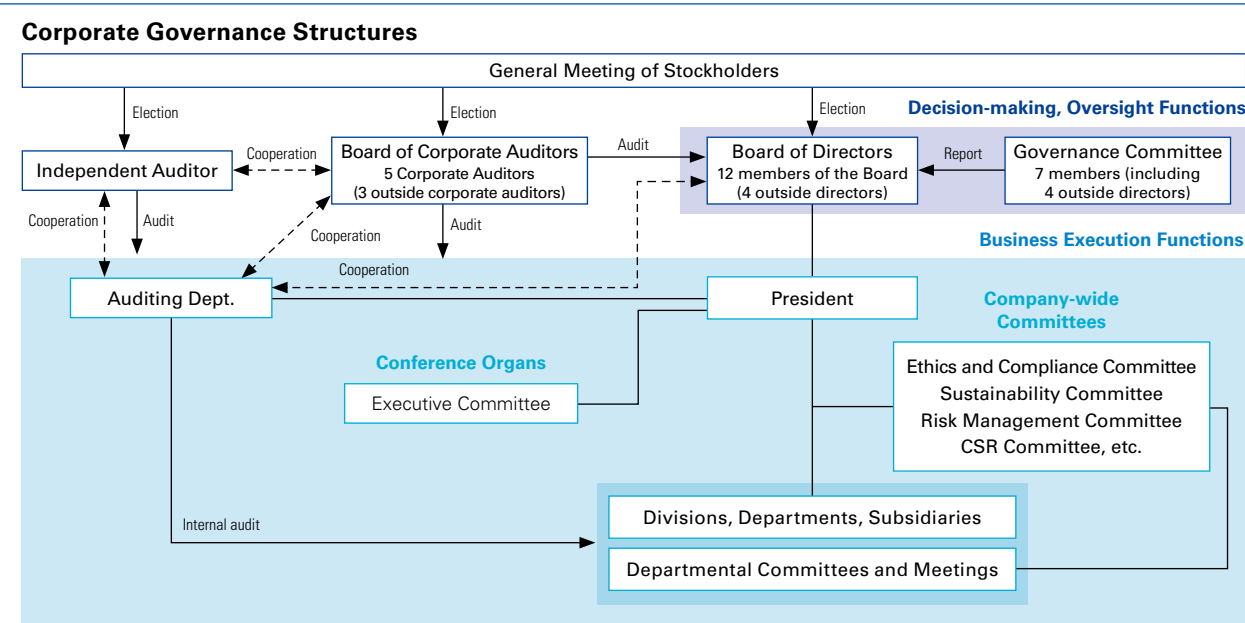 Corporate Governance Structures
General Meeting of Stockholders
Election
Election
Election
Decision-making, Oversight Functions
Independent Auditor
Cooperation
Board of Corporate Auditors
5 Corporate Auditors
(3 outside corporate auditors)
Audit
Board of Directors
12 members of the Board
(4 outside directors)
Report
Governance Committee
7 members (including
4 outside directors)
Cooperation
Audit
Cooperation
Audit
Business Execution Functions
Cooperation
Auditing Dept.
President
Company-wide
Committees
Conference Organs
Executive Committee
Ethics and Compliance Committee
Sustainability Committee
Risk Management Committee
CSR Committee, etc.
Internal audit
Divisions, Departments, Subsidiaries
Departmental Committees and Meetings